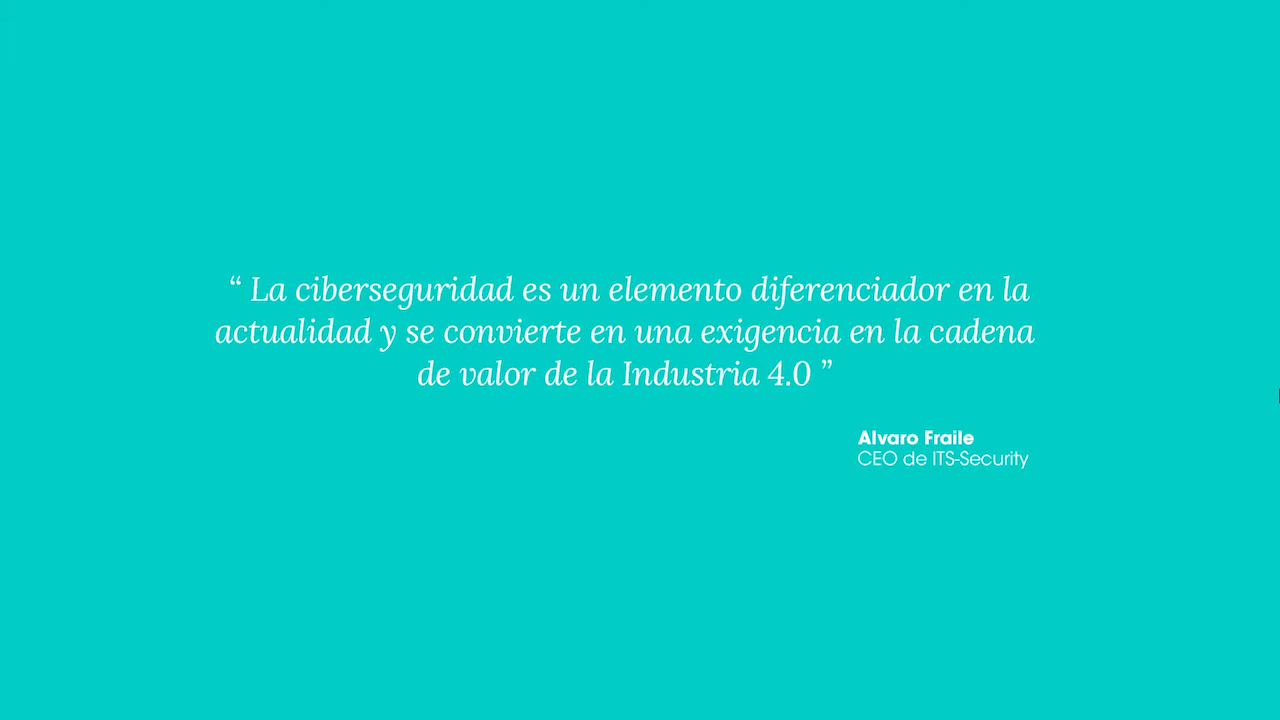 “ La ciberseguridad es un elemento diferenciador en la
actualidad y se convierte en una exigencia en la cadena
de valor de la Industria 4.0 ”
Alvaro Fraile
CEO de ITS-Security